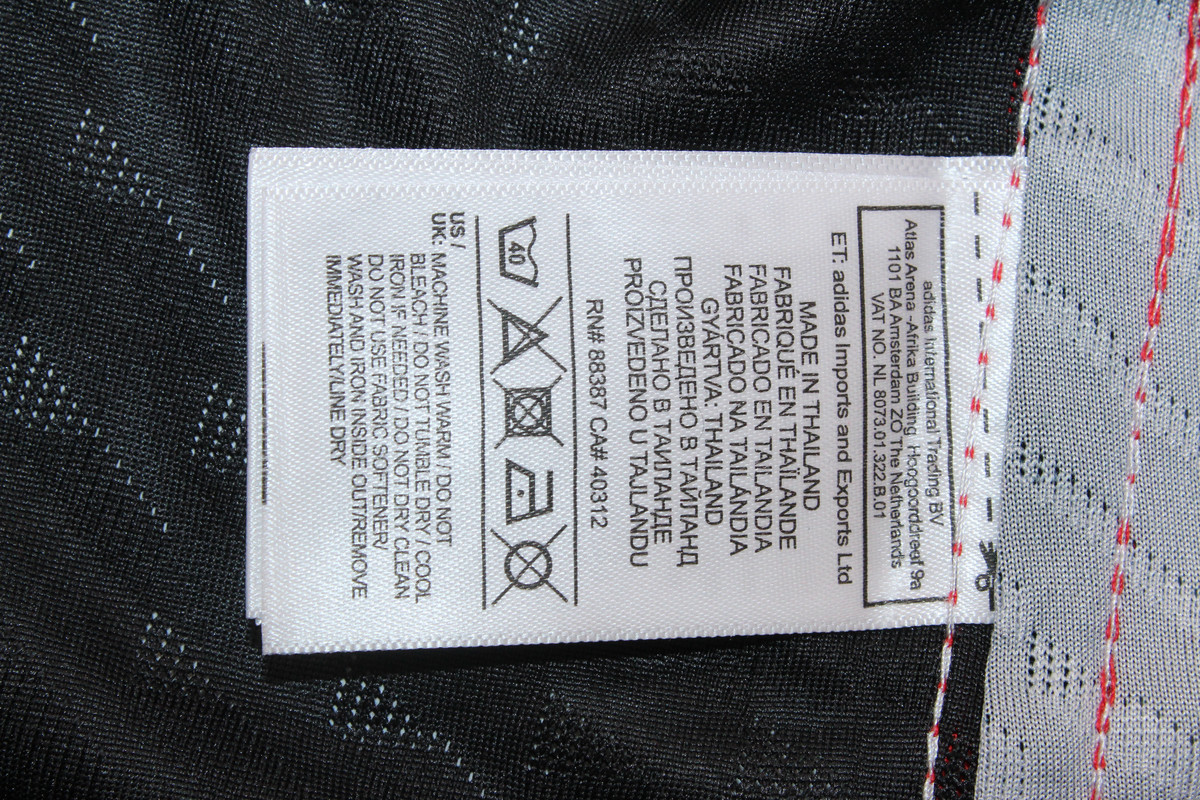 adidas International Trading BV
Atlas Arena -Afrika Building, Hoogoorddreef 9a
1101 BA Amsterdam ZO The Netherlands
VAT NO. NL 8073.01.322.B.01
ET: adidas Imports and Exports Ltd
MADE IN THAILAND
FABRIQUÉ EN THAÏLANDE
FABRICADO EN TAILANDIA
FABRICADO NA TAILÂNDIA
GYÁRTVA: THAILAND
ПРОИЗВЕДЕНО В ТАЙЛАНД
СДЕЛАНО В ТАИЛАНДЕ
PROIZVEDENO U TAJLANDU
RN# 88387 CA# 40312
40
US /
UK: MACHINE WASH WARM / DO NOT
BLEACH / DO NOT TUMBLE DRY / COOL
IRON IF NEEDED / DO NOT DRY CLEAN
DO NOT USE FABRIC SOFTENER/
WASH AND IRON INSIDE OUT/REMOVE
IMMEDIATELY/LINE DRY